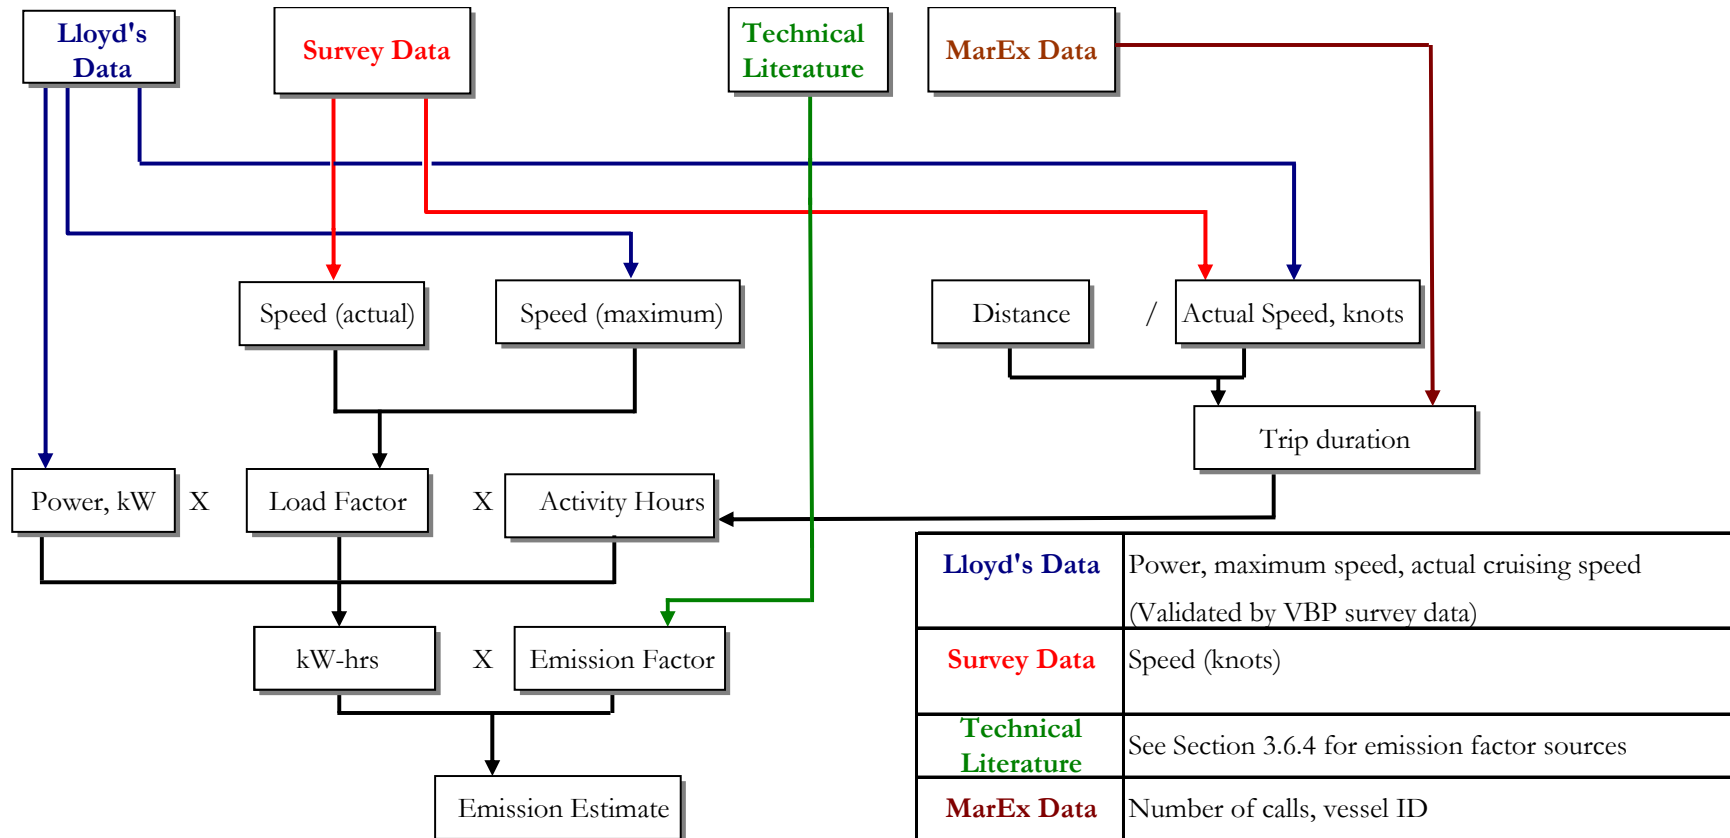 Lloyd's
Data
Survey Data
Technical
Literature
MarEx Data
Speed (actual)
Speed (maximum)
Distance
/
Actual Speed, knots
Trip duration
Power, kW
X
Load Factor
X
Activity Hours
kW-hrs
X
Emission Factor
Emission Estimate
Lloyd's Data
Power, maximum speed, actual cruising speed
(Validated by VBP survey data)
Survey Data
Speed (knots)
Technical
Literature
See Section 3.6.4 for emission factor sources
MarEx Data
Number of calls, vessel ID